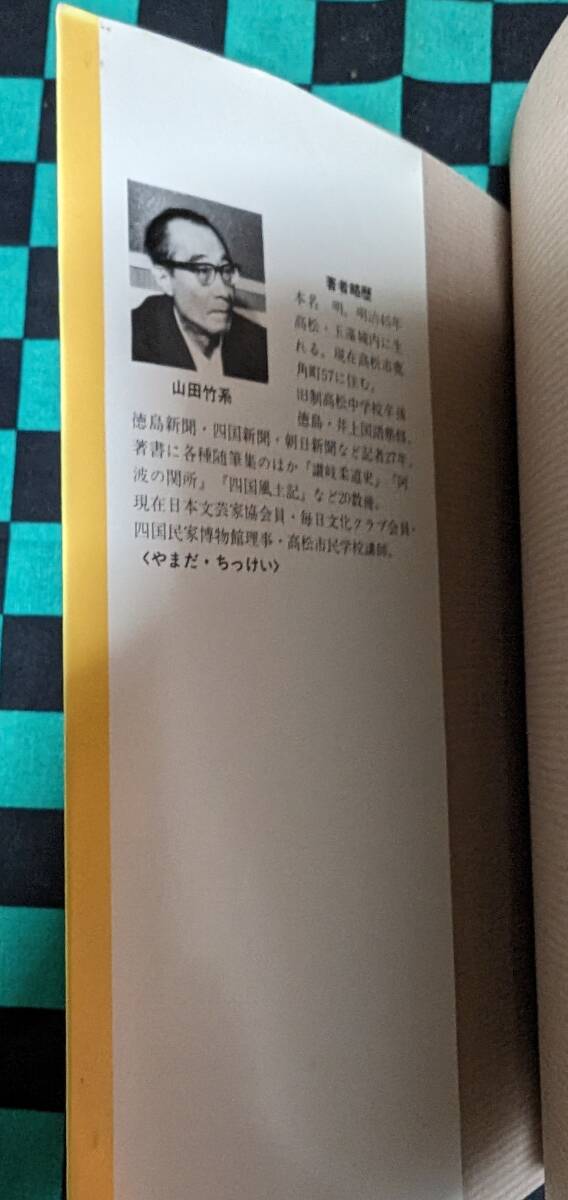 著者略歴
本名 明。明治45年
高松・玉藻城内に生
れる。現在高松市寛
角町57に住む。
旧制高松中学校卒後
徳島・井上国語塾修。
山田竹系
徳島新聞・四国新聞・朝日新聞など記者27年。
著書に各種随筆集のほか『讃岐柔道史』『阿
波の関所』『四国風土記』など20数冊。
現在日本文芸家協会員・毎日文化クラブ会員・
四国民家博物館理事・高松市民学校講師。
〈やまだ・ちっけい〉